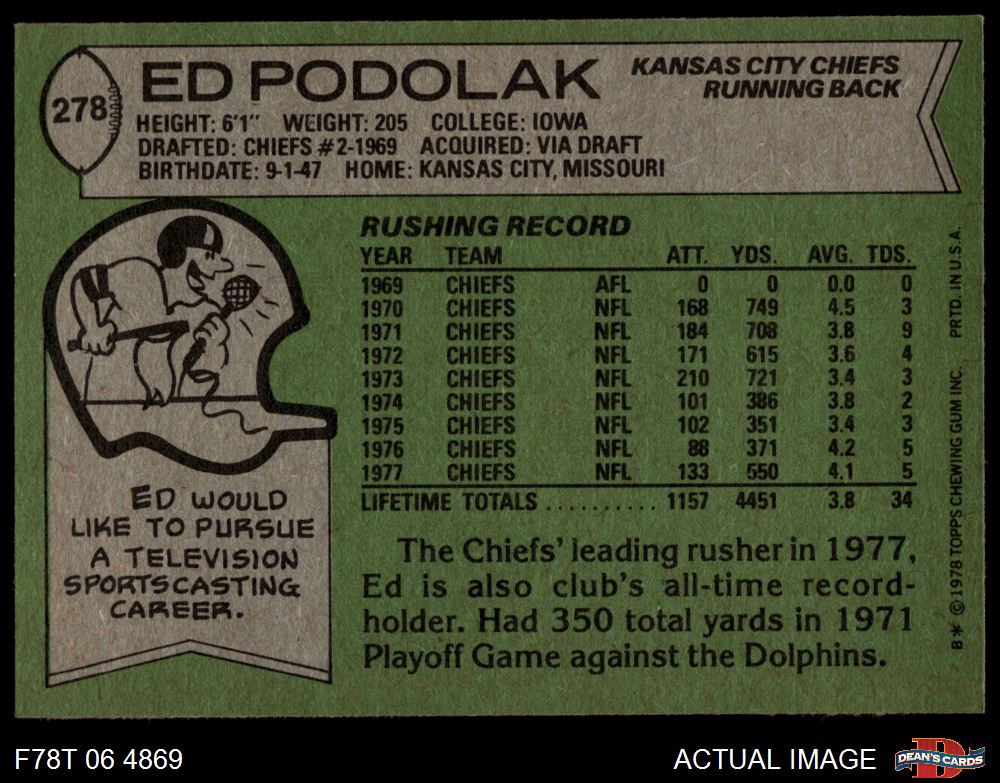 278
ED PODOLAK
KANSAS CITY CHIEFS
RUNNING BACK
HEIGHT: 6'1" WEIGHT: 205 COLLEGE: IOWA
DRAFTED: CHIEFS #2-1969 ACQUIRED: VIA DRAFT
BIRTHDATE: 9-1-47 HOME: KANSAS CITY, MISSOURI
RUSHING RECORD
YEAR TEAM ATT. YDS. AVG. TDS.
1969 CHIEFS AFL 0 0 0.0 0
1970 CHIEFS NFL 168 749 4.5 3
1971 CHIEFS NFL 184 708 3.8 9
1972 CHIEFS NFL 171 615 3.6 4
1973 CHIEFS NFL 210 721 3.4 3
1974 CHIEFS NFL 101 386 3.8 2
1975 CHIEFS NFL 102 351 3.4 3
1976 CHIEFS NFL 88 371 4.2 5
1977 CHIEFS NFL 133 550 4.1 5
LIFETIME TOTALS .......... 1157 4451 3.8 34
ED WOULD
LIKE TO PURSUE
A TELEVISION
SPORTSCASTING
CAREER.
The Chiefs' leading rusher in 1977,
Ed is also club's all-time record-
holder. Had 350 total yards in 1971
Playoff Game against the Dolphins.
B* © 1978 TOPPS CHEWING GUM INC. PRTD. IN U.S.A.
F78T 06 4869
ACTUAL IMAGE
D
DEAN'S CARDS